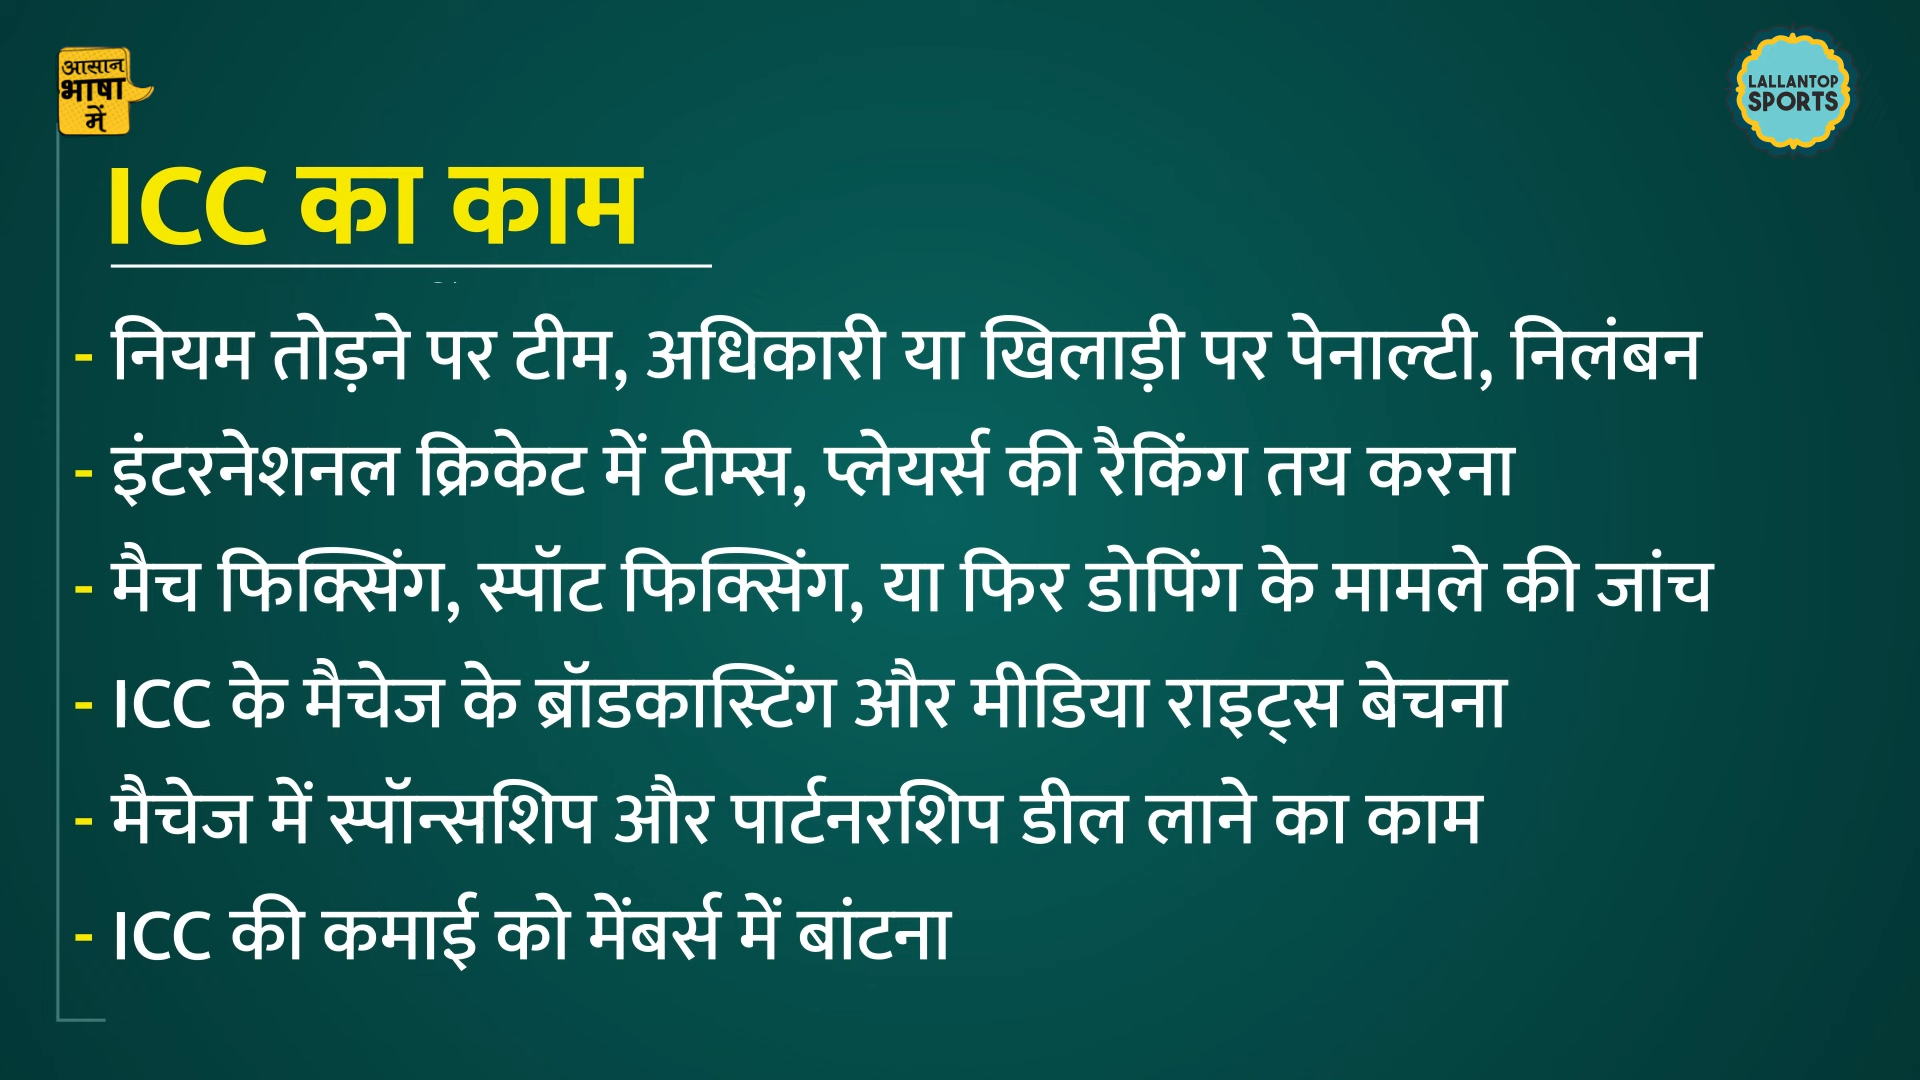 आसान
भाषा
में
LALLANTOP
SPORTS
ICC का काम
- नियम तोड़ने पर टीम, अधिकारी या खिलाड़ी पर पेनाल्टी, निलंबन
- इंटरनेशनल क्रिकेट में टीम्स, प्लेयर्स की रैकिंग तय करना
- मैच फिक्सिंग, स्पॉट फिक्सिंग, या फिर डोपिंग के मामले की जांच
- ICC के मैचेज के ब्रॉडकास्टिंग और मीडिया राइट्स बेचना
- मैचेज में स्पॉन्सशिप और पार्टनरशिप डील लाने का काम
- ICC की कमाई को मेंबर्स में बांटना